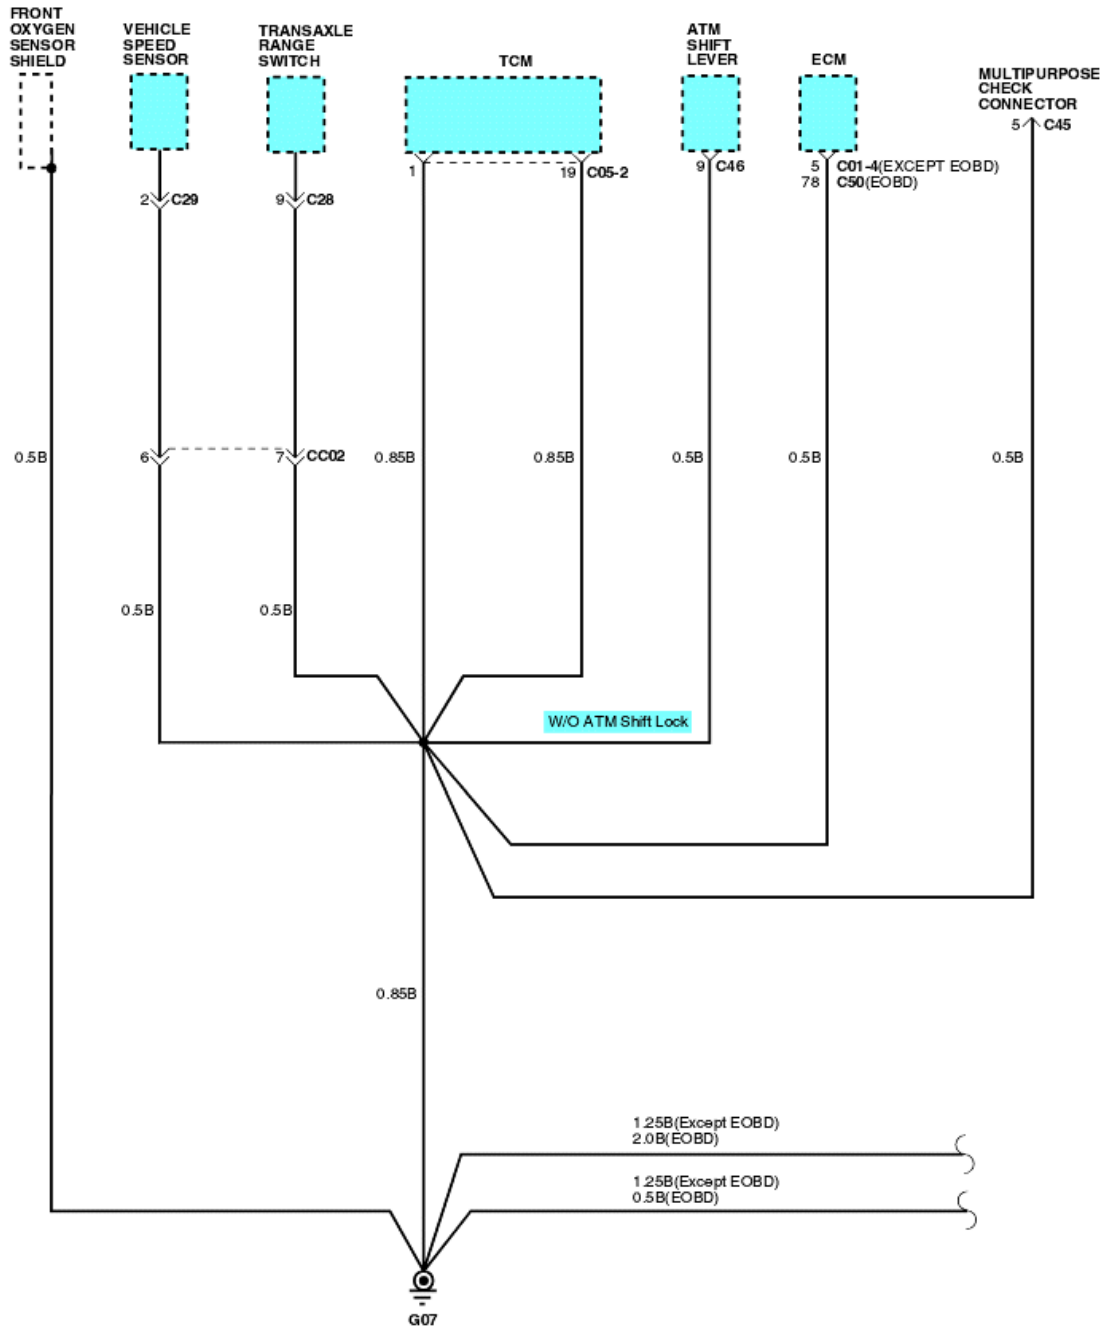 FRONT
OXYGEN
SENSOR
SHIELD
VEHICLE
SPEED
SENSOR
TRANSAXLE
RANGE
SWITCH
TCM
ATM
SHIFT
LEVER
ECM
MULTIPURPOSE
CHECK
CONNECTOR
5 C45
1
19 C05-2
9 C46
5 C01-4(EXCEPT EOBD)
78 C50(EOBD)
2 C29
9 C28
0.5B
6
7 CC02
0.85B
0.85B
0.5B
0.5B
0.5B
0.5B
0.5B
W/O ATM Shift Lock
0.85B
1.25B(Except EOBD)
2.0B(EOBD)
1.25B(Except EOBD)
0.5B(EOBD)
G07